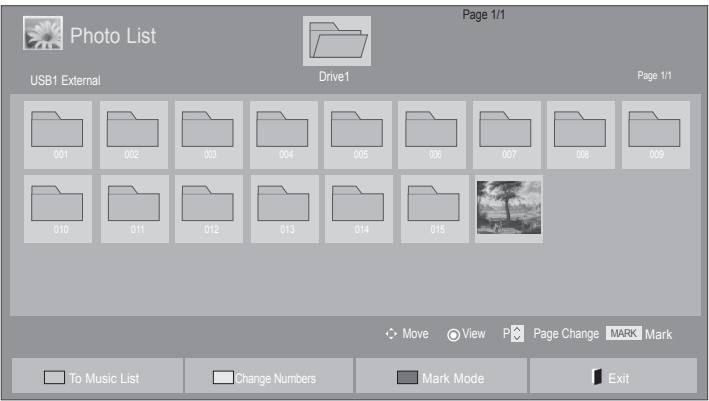 Page 1/1
Photo List
Drive1
USB1 External
Page 1/1
001 002 003 004 005 006 007 008 009
010 011 012 013 014 015
Move View P Page Change MARK Mark
To Music List Change Numbers Mark Mode Exit